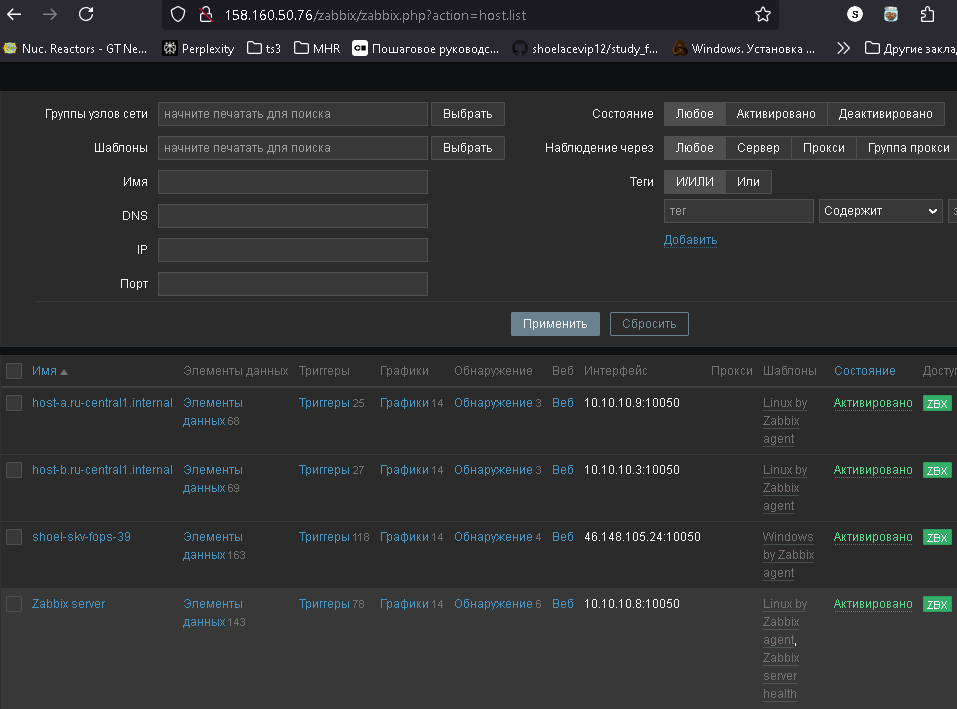 158.160.50.76/zabbix/zabbix.php?action=host.list
S
Nuc. Reactors - GT Ne... Perplexity ts3 MHR Пошаговое руководс... shoelacevip12/study_f... Windows. Установка ... Другие закла
Группы узлов сети начните печатать для поиска Выбрать Состояние Любое Активировано Деактивировано
Шаблоны начните печатать для поиска Выбрать Наблюдение через Любое Сервер Прокси Группа прокси
Имя Теги И/ИЛИ Или
DNS тег Содержит
Добавить
IP
Порт
Применить Сбросить
Имя Элементы данных Триггеры Графики Обнаружение Веб Интерфейс Прокси Шаблоны Состояние Досту
host-a.ru-central1.internal Элементы Триггеры 25 Графики 14 Обнаружение 3 Веб 10.10.10.9:10050 Linux by Активировано ZBX
данных 68 Zabbix
agent
host-b.ru-central1.internal Элементы Триггеры 27 Графики 14 Обнаружение 3 Веб 10.10.10.3:10050 Linux by Активировано ZBX
данных 69 Zabbix
agent
shoel-skv-fops-39 Элементы Триггеры 118 Графики 14 Обнаружение 4 Веб 46.148.105.24:10050 Windows Активировано ZBX
данных 163 by Zabbix
agent
Zabbix server Элементы Триггеры 78 Графики 14 Обнаружение 6 Веб 10.10.10.8:10050 Linux by Активировано ZBX
данных 143 Zabbix
agent,
Zabbix
server
health